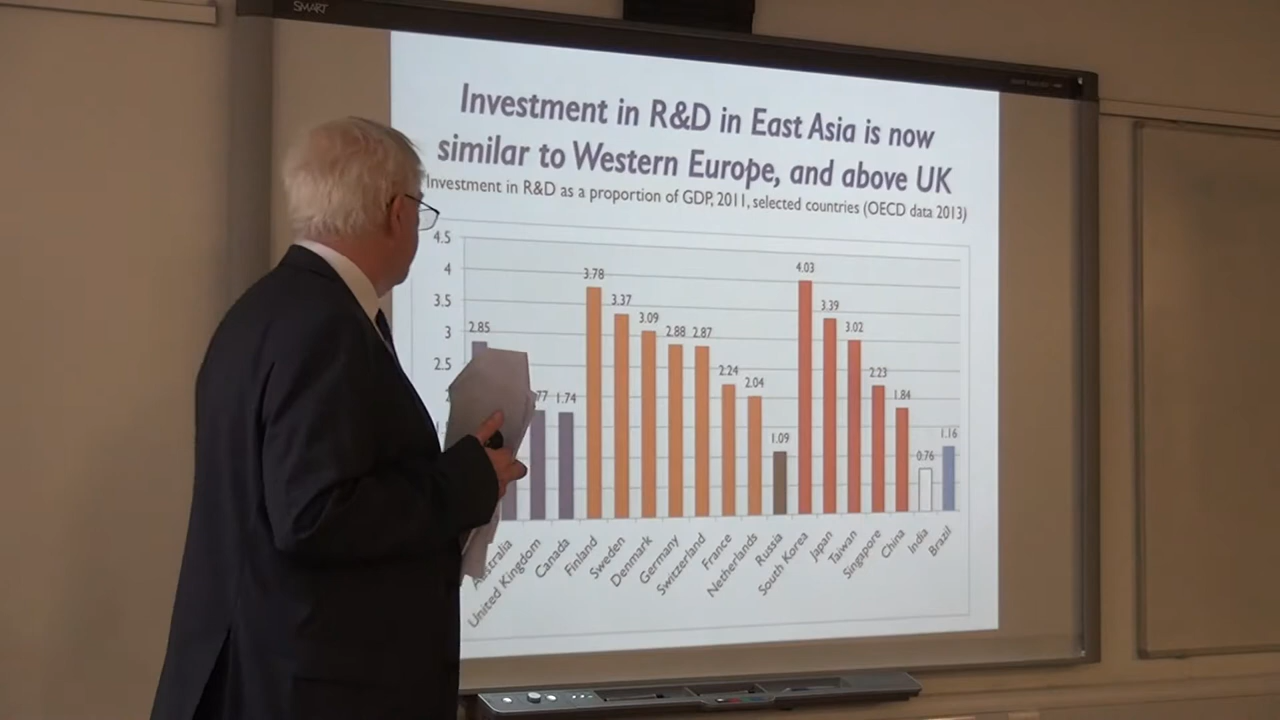 SMART
Investment in R&D in East Asia is now
similar to Western Europe, and above UK
Investment in R&D as a proportion of GDP, 2011, selected countries (OECD data 2013)
4.5
4
3.5
3
2.5
2.85
77
1.74
3.78
3.37
3.09
2.88
2.87
2.24
2.04
1.09
4.03
3.39
3.02
2.23
1.84
0.76
1.16
Australia
United Kingdom
Canada
Finland
Sweden
Denmark
Germany
Switzerland
France
Netherlands
Russia
South Korea
Japan
Taiwan
Singapore
China
India
Brazil